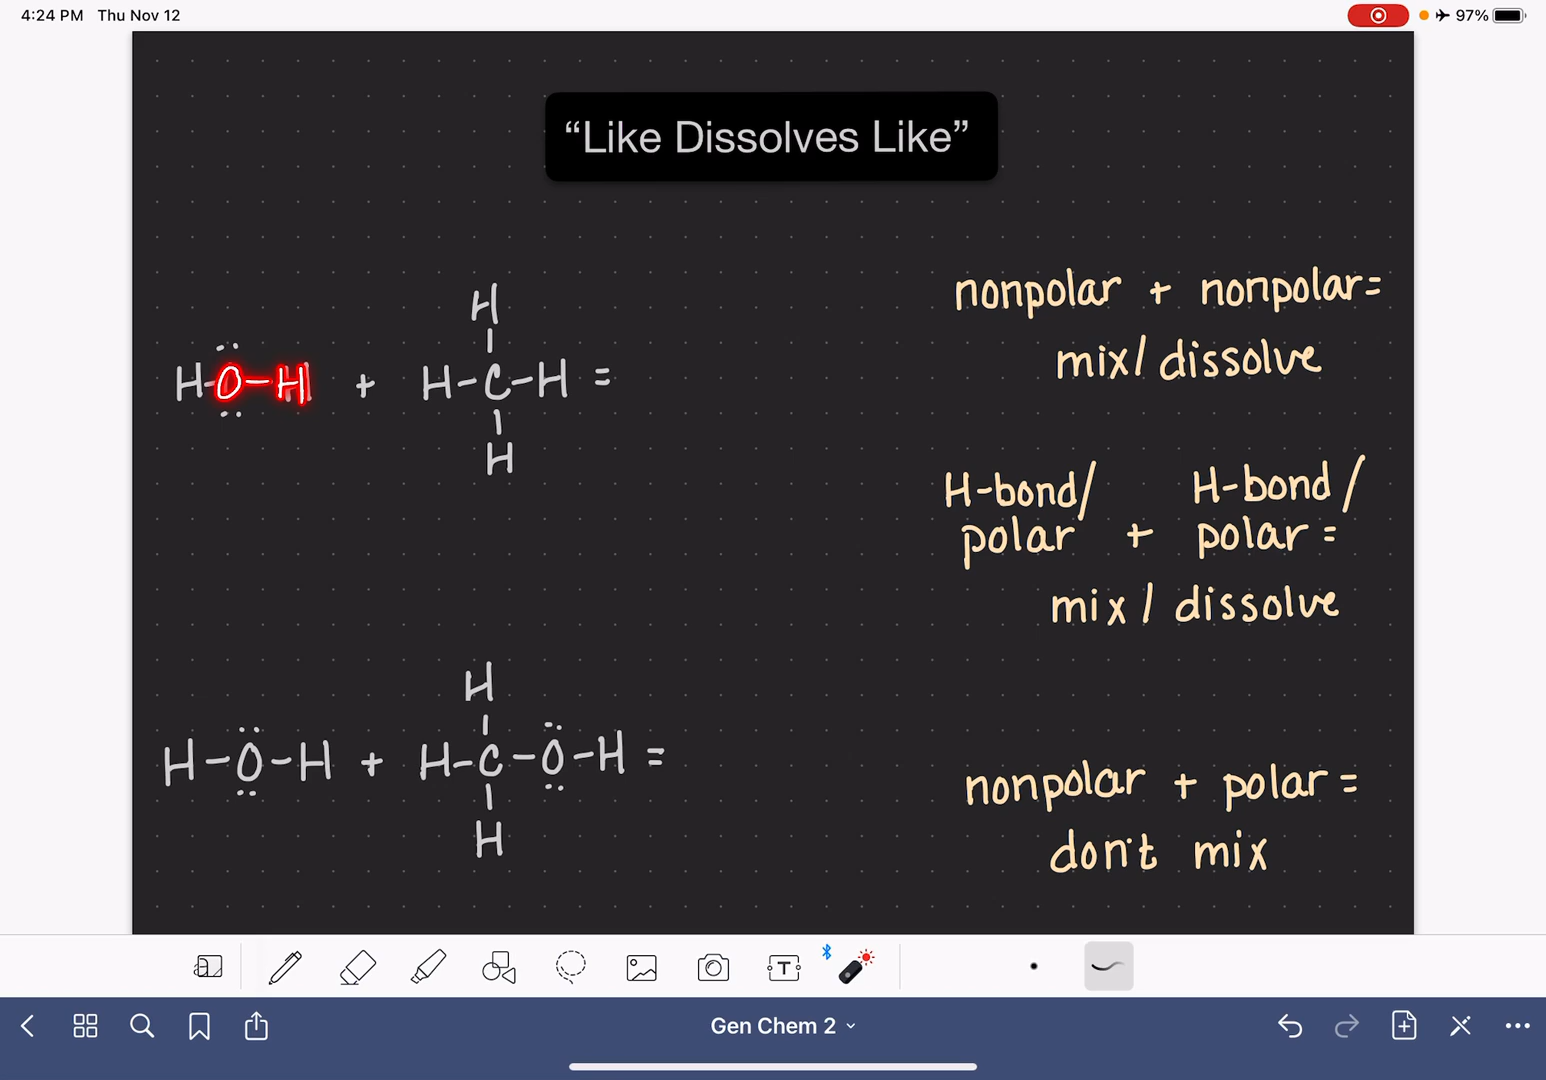 4:24 PM Thu Nov 12
97%
“Like Dissolves Like”
H
H-O-H + H-C-H =
H
nonpolar + nonpolar=
mix/ dissolve
H-bond/ H-bond/
polar + polar =
mix / dissolve
H
H-O-H + H-C-O-H =
H
nonpolar + polar =
don't mix
a
T
Gen Chem 2